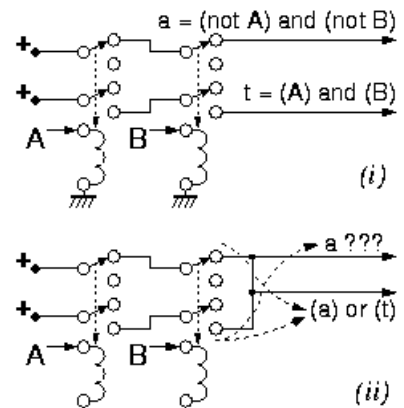 a = (not A) and (not B)
+
+
t = (A) and (B)
A
B
(i)
+
a ???
+
(a) or (t)
A
B
(ii)